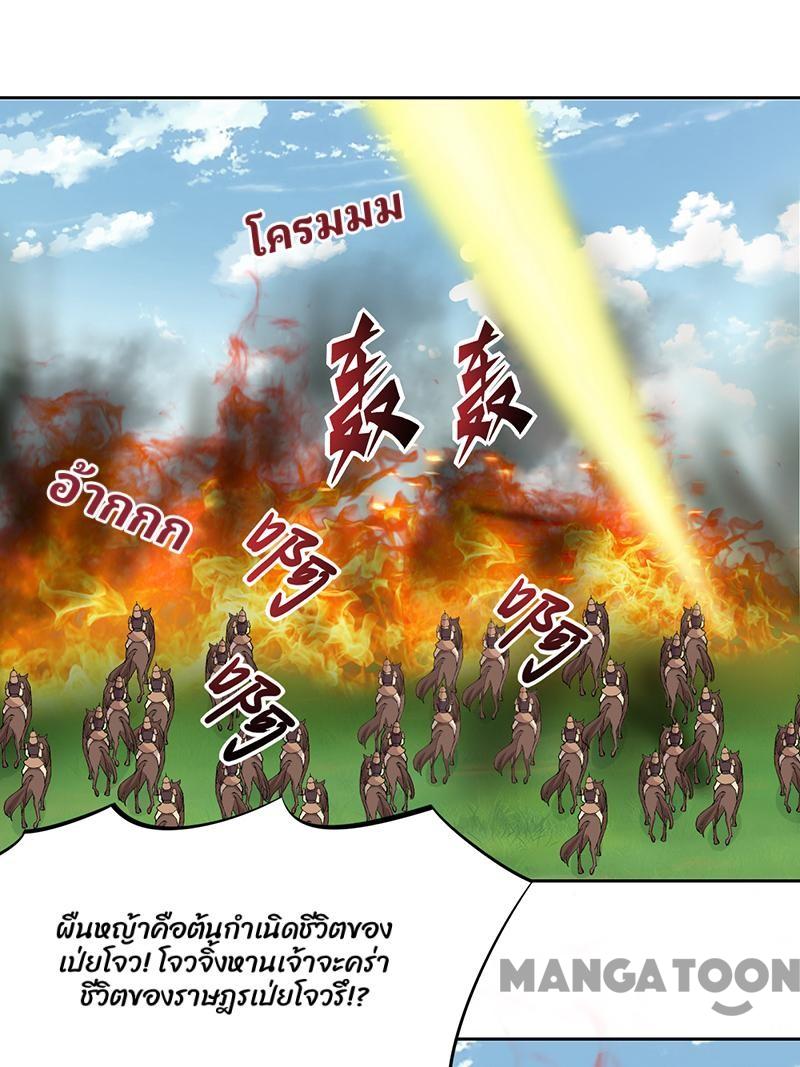 โครมมม
轰 轰
อ้ากกก
啊
啊
啊
ผืนหญ้าคือต้นกำเนิดชีวิตของ
เป่ยโจว! โจวจิ้งหานเจ้าจะคร่า
ชีวิตของราษฎรเป่ยโจวรึ!?
MANGATOON